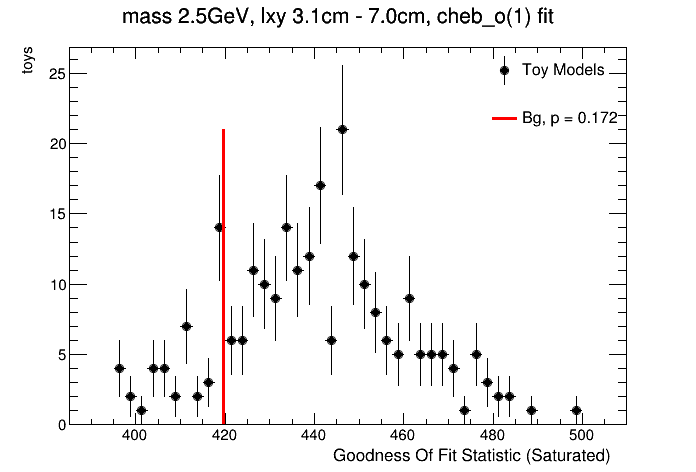 mass 2.5GeV, lxy 3.1cm - 7.0cm, cheb_o(1) fit
toys
25
20
15
10
5
0
Toy Models
Bg, p = 0.172
400 420 440 460 480 500
Goodness Of Fit Statistic (Saturated)